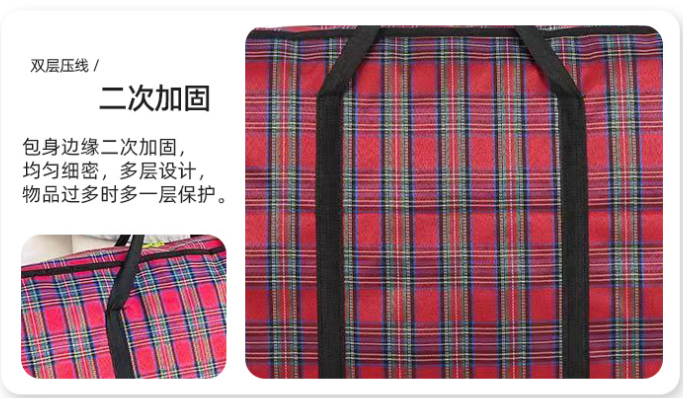 双层压线 /
二次加固
包身边缘二次加固，
均匀细密，多层设计，
物品过多时多一层保护。